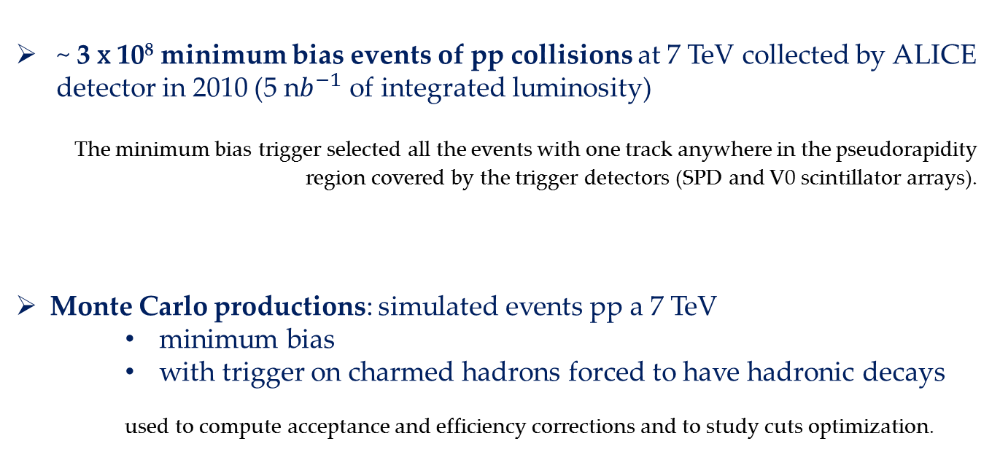 ➢ ~ 3 x 10⁸ minimum bias events of pp collisions at 7 TeV collected by ALICE
detector in 2010 (5 nb⁻¹ of integrated luminosity)
The minimum bias trigger selected all the events with one track anywhere in the pseudorapidity
region covered by the trigger detectors (SPD and V0 scintillator arrays).
➢ Monte Carlo productions: simulated events pp a 7 TeV
• minimum bias
• with trigger on charmed hadrons forced to have hadronic decays
used to compute acceptance and efficiency corrections and to study cuts optimization.